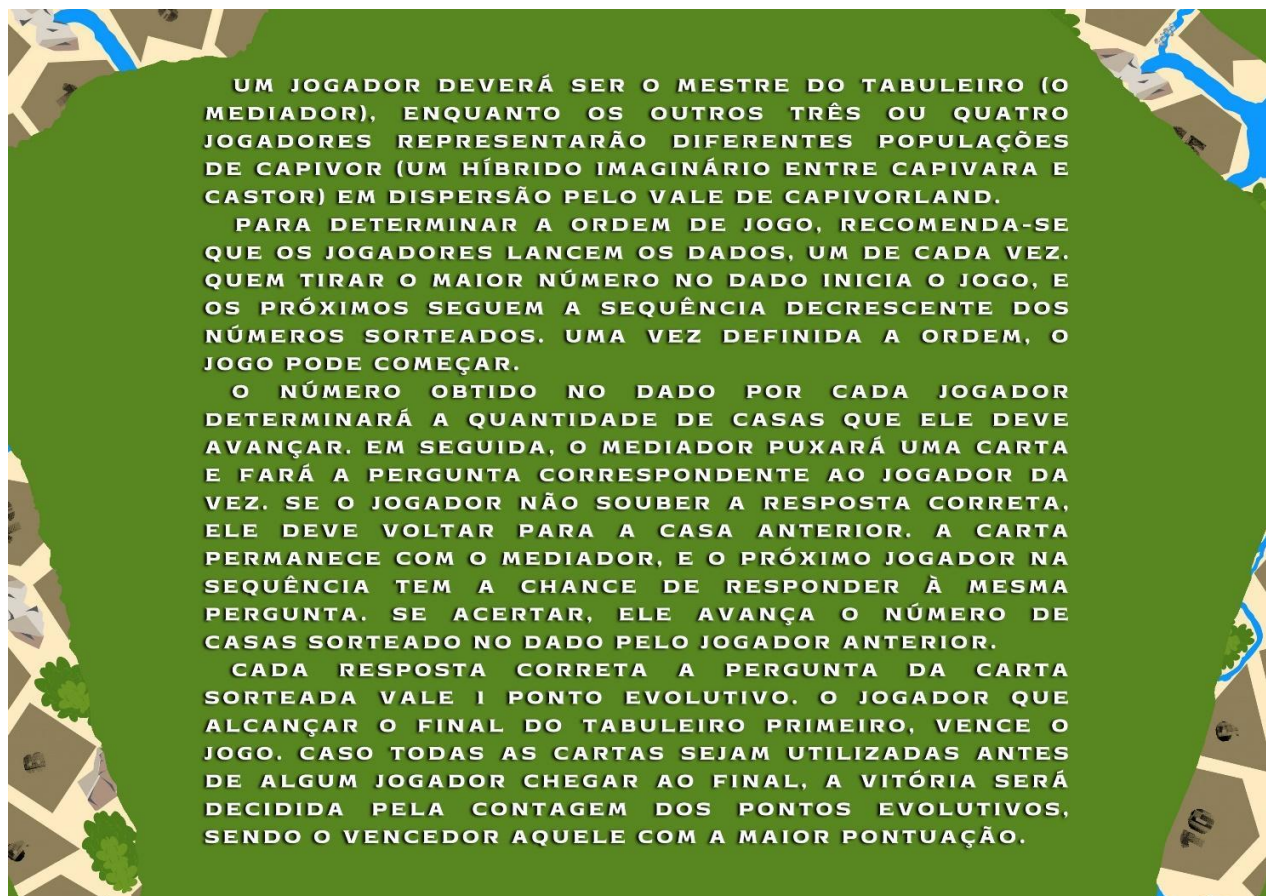 UM JOGADOR DEVERÁ SER O MESTRE DO TABULEIRO (O
MEDIADOR), ENQUANTO OS OUTROS TRÊS OU QUATRO
JOGADORES REPRESENTARÃO DIFERENTES POPULAÇÕES
DE CAPIVOR (UM HÍBRIDO IMAGINÁRIO ENTRE CAPIVARA E
CASTOR) EM DISPERSÃO PELO VALE DE CAPIVORLAND.
PARA DETERMINAR A ORDEM DE JOGO, RECOMENDA-SE
QUE OS JOGADORES LANCEM OS DADOS, UM DE CADA VEZ.
QUEM TIRAR O MAIOR NÚMERO NO DADO INICIA O JOGO, E
OS PRÓXIMOS SEGUEM A SEQUÊNCIA DECRESCENTE DOS
NÚMEROS SORTEADOS. UMA VEZ DEFINIDA A ORDEM, O
JOGO PODE COMEÇAR.
O NÚMERO OBTIDO NO DADO POR CADA JOGADOR
DETERMINARÁ A QUANTIDADE DE CASAS QUE ELE DEVE
AVANÇAR. EM SEGUIDA, O MEDIADOR PUXARÁ UMA CARTA
E FARÁ A PERGUNTA CORRESPONDENTE AO JOGADOR DA
VEZ. SE O JOGADOR NÃO SOUBER A RESPOSTA CORRETA,
ELE DEVE VOLTAR PARA A CASA ANTERIOR. A CARTA
PERMANECE COM O MEDIADOR, E O PRÓXIMO JOGADOR NA
SEQUÊNCIA TEM A CHANCE DE RESPONDER À MESMA
PERGUNTA. SE ACERTAR, ELE AVANÇA O NÚMERO DE
CASAS SORTEADO NO DADO PELO JOGADOR ANTERIOR.
CADA RESPOSTA CORRETA A PERGUNTA DA CARTA
SORTEADA VALE 1 PONTO EVOLUTIVO. O JOGADOR QUE
ALCANÇAR O FINAL DO TABULEIRO PRIMEIRO, VENCE O
JOGO. CASO TODAS AS CARTAS SEJAM UTILIZADAS ANTES
DE ALGUM JOGADOR CHEGAR AO FINAL, A VITÓRIA SERÁ
DECIDIDA PELA CONTAGEM DOS PONTOS EVOLUTIVOS,
SENDO O VENCEDOR AQUELE COM A MAIOR PONTUAÇÃO.
10